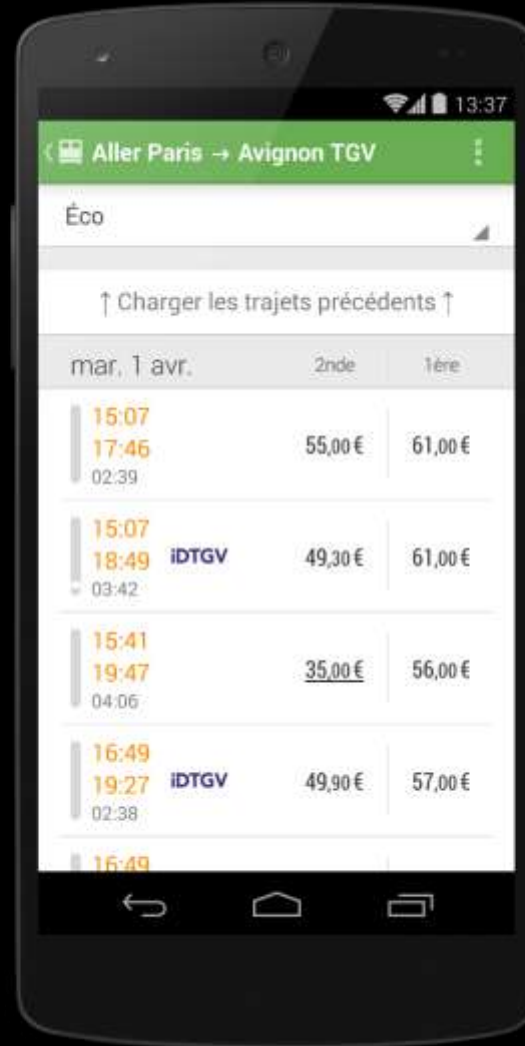 13:37
Aller Paris → Avignon TGV
Éco
↑ Charger les trajets précédents ↑
mar. 1 avr. 2nde 1ère
15:07
17:46 55,00 € 61,00 €
02:39
15:07
18:49 iDTGV 49,30 € 61,00 €
03:42
15:41
19:47 35,00 € 56,00 €
04:06
16:49
19:27 iDTGV 49,90 € 57,00 €
02:38
16:49